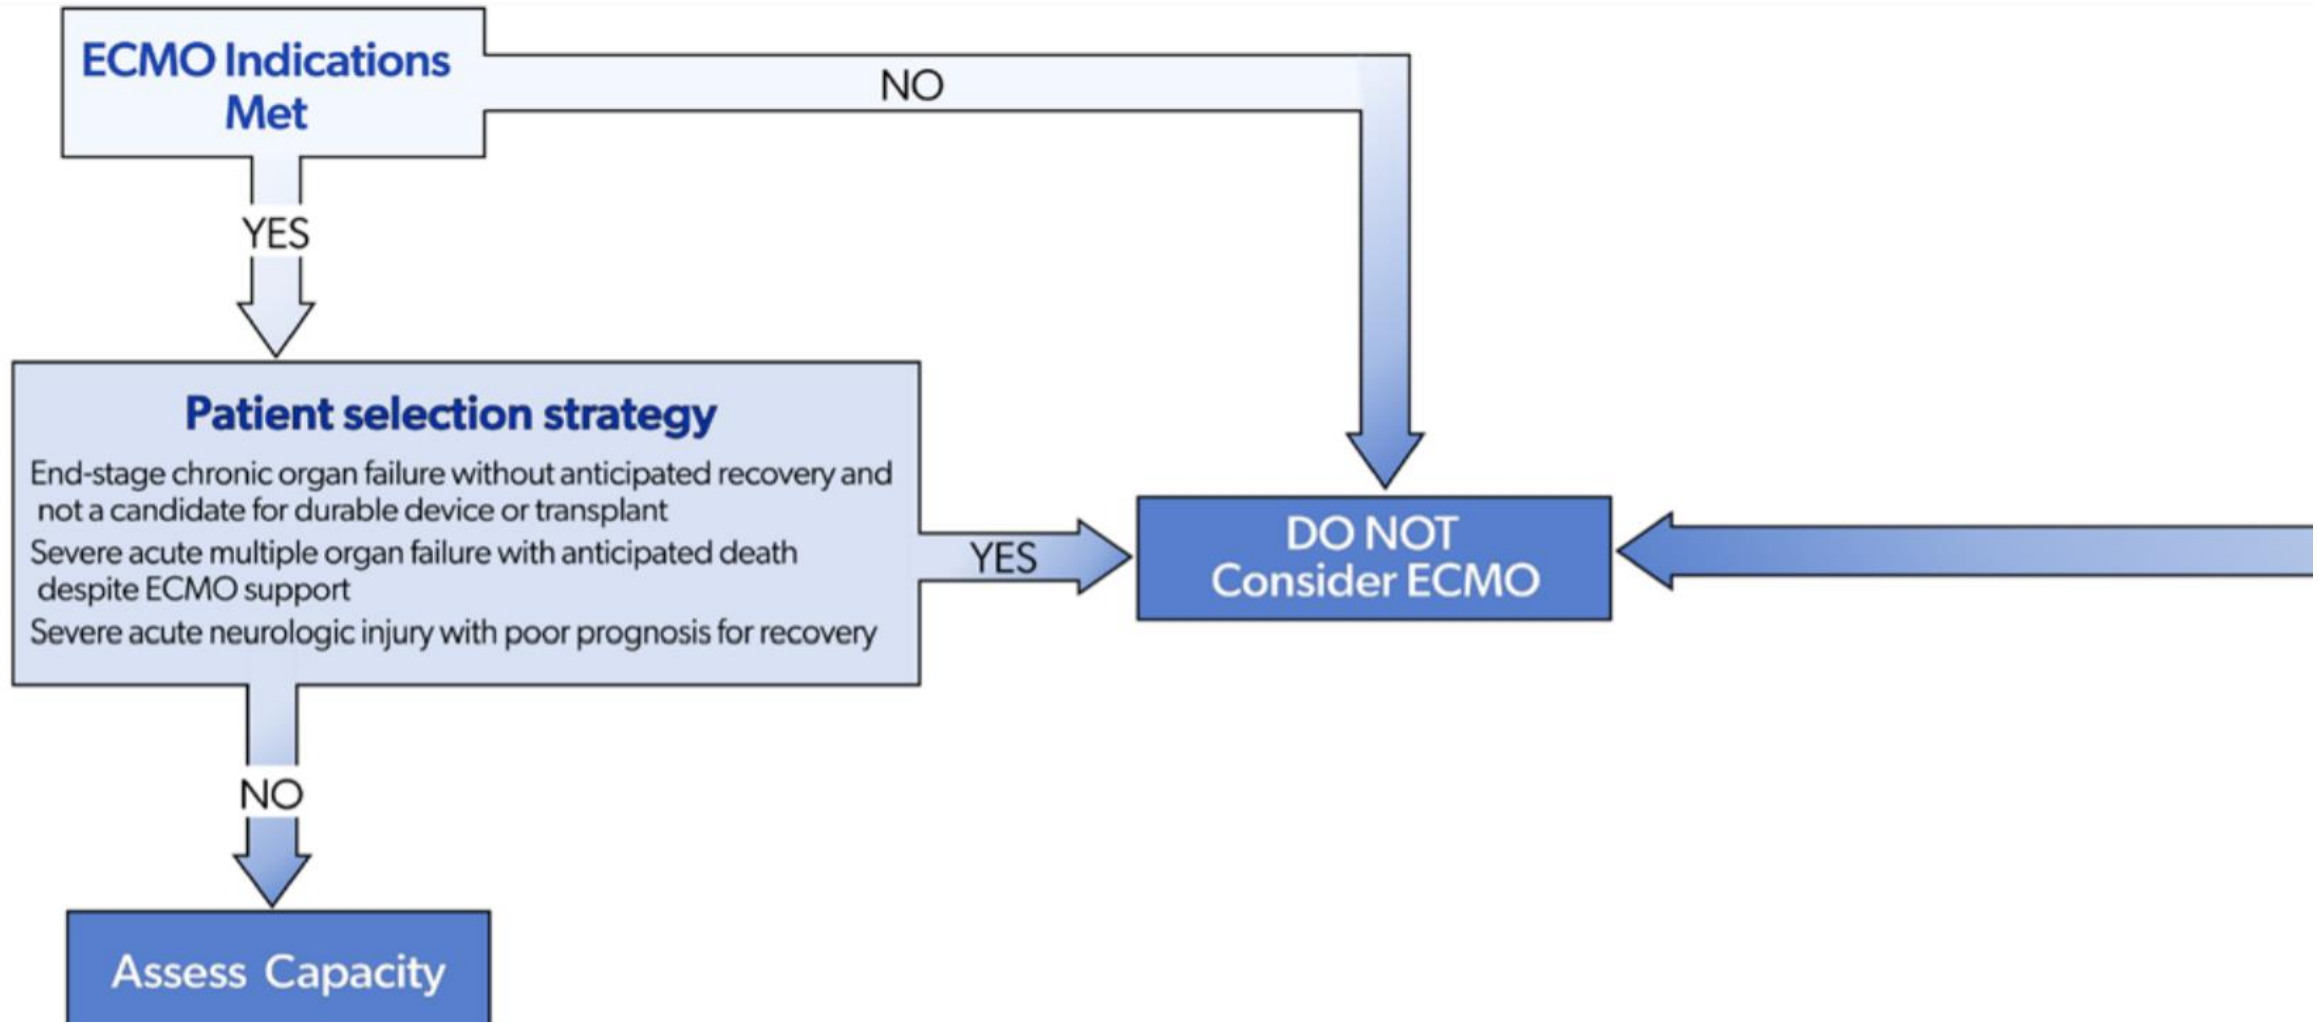 ECMO Indications
Met
NO
YES
Patient selection strategy
End-stage chronic organ failure without anticipated recovery and
not a candidate for durable device or transplant
Severe acute multiple organ failure with anticipated death
despite ECMO support
Severe acute neurologic injury with poor prognosis for recovery
YES
DO NOT
Consider ECMO
NO
Assess Capacity